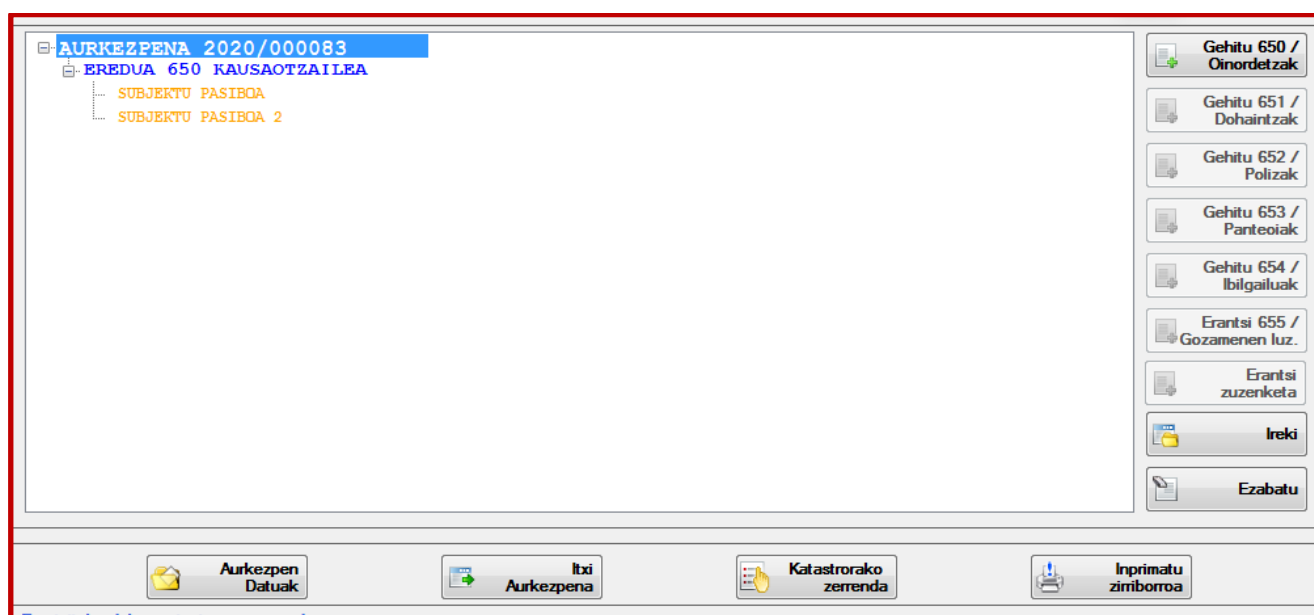 AURKEZPENA 2020/000083
EREDUA 650 KAUSAOTZAILEA
SUBJEKTU PASIBOA
SUBJEKTU PASIBOA 2
Gehitu 650 /
Oinordetzak
Gehitu 651 /
Dohaintzak
Gehitu 652 /
Polizak
Gehitu 653 /
Panteoiak
Gehitu 654 /
Ibilgailuak
Erantsi 655 /
Gozamenen luz.
Erantsi
zuzenketa
Ireki
Ezabatu
Aurkezpen
Datuak
Itxi
Aurkezpena
Katastrorako
zerrenda
Inprimatu
zirriborroa